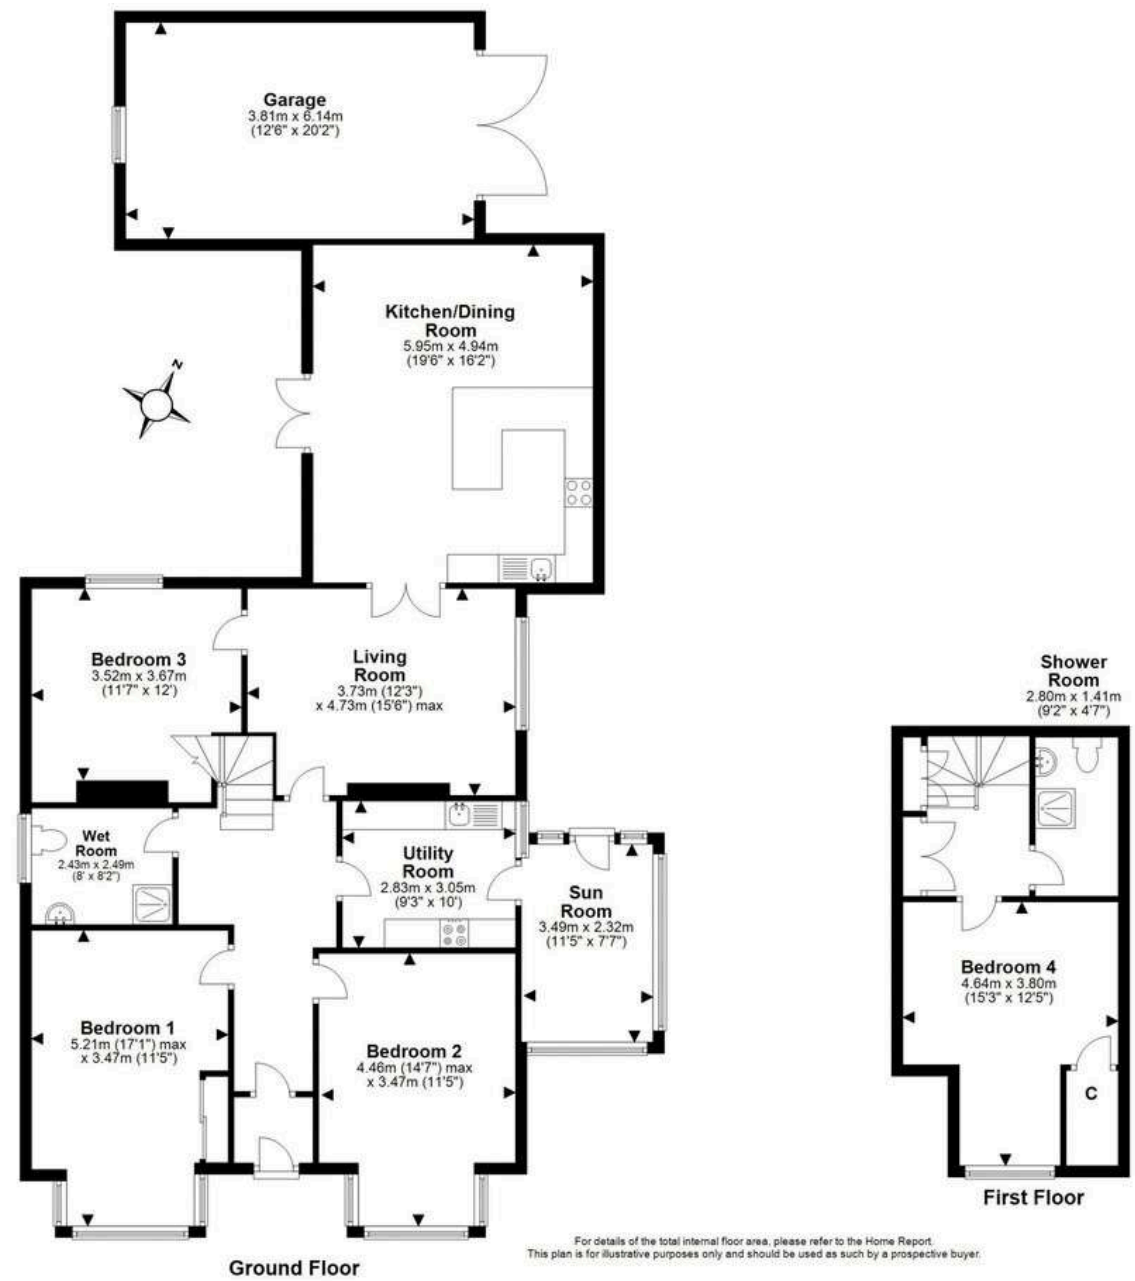 Garage
3.81m x 6.14m
(12'6" x 20'2")
Kitchen/Dining
Room
5.95m x 4.94m
(19'6" x 16'2")
N
Bedroom 3
3.52m x 3.67m
(11'7" x 12')
Living
Room
3.73m (12'3")
x 4.73m (15'6") max
Wet
Room
2.43m x 2.49m
(8' x 8'2")
Utility
Room
2.83m x 3.05m
(9'3" x 10')
Sun
Room
3.49m x 2.32m
(11'5" x 7'7")
Bedroom 1
5.21m (17'1") max
x 3.47m (11'5")
Bedroom 2
4.46m (14'7") max
x 3.47m (11'5")
Ground Floor
Shower
Room
2.80m x 1.41m
(9'2" x 4'7")
Bedroom 4
4.64m x 3.80m
(15'3" x 12'5")
C
First Floor
For details of the total internal floor area, please refer to the Home Report.
This plan is for illustrative purposes only and should be used as such by a prospective buyer.